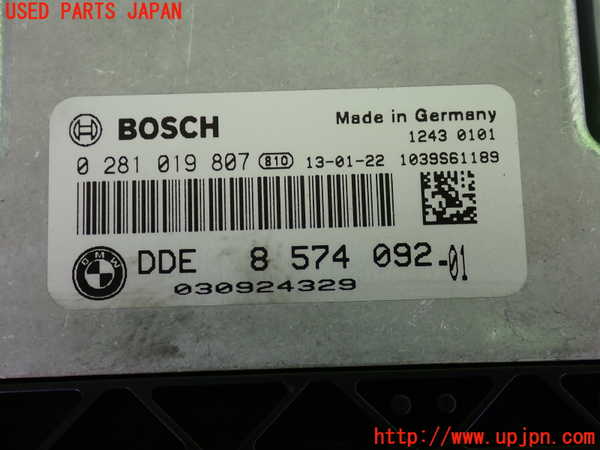 USED PARTS JAPAN
BOSCH
Made in Germany
1243 0101
0 281 019 807 810 13-01-22 1039S61189
BMW
DDE 8 574 092-01
030924329
http://www.upjpn.com/